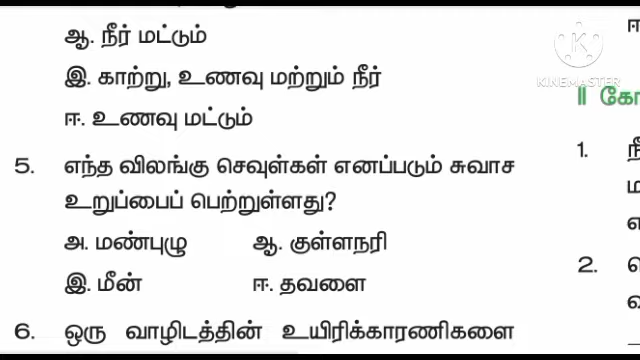 ஆ. நீர் மட்டும்
இ. காற்று, உணவு மற்றும் நீர்
ஈ. உணவு மட்டும்
5. எந்த விலங்கு செவுள்கள் எனப்படும் சுவாச
உறுப்பைப் பெற்றுள்ளது?
அ. மண்புழு ஆ. குள்ளநரி
இ. மீன் ஈ. தவளை
6. ஒரு வாழிடத்தின் உயிரிக்காரணிகளை
KINEMASTER
II கோ
1.
2.